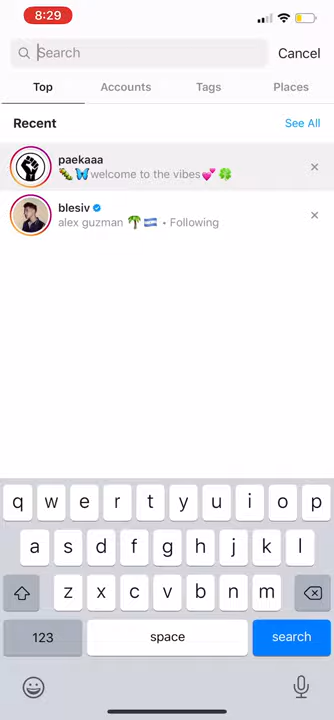 8:29
Search
Cancel
Top Accounts Tags Places
Recent See All
paekaaa
🐛🦋welcome to the vibes💕🍀
blesiv
alex guzman 🌴🇭🇳 • Following
q w e r t y u i o p
a s d f g h j k l
z x c v b n m
123 space search